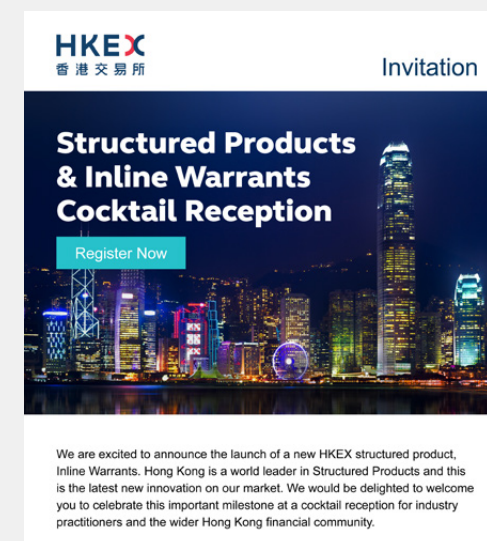 HKEX
香港交易所
Invitation
Structured Products
& Inline Warrants
Cocktail Reception
Register Now
We are excited to announce the launch of a new HKEX structured product,
Inline Warrants. Hong Kong is a world leader in Structured Products and this
is the latest new innovation on our market. We would be delighted to welcome
you to celebrate this important milestone at a cocktail reception for industry
practitioners and the wider Hong Kong financial community.